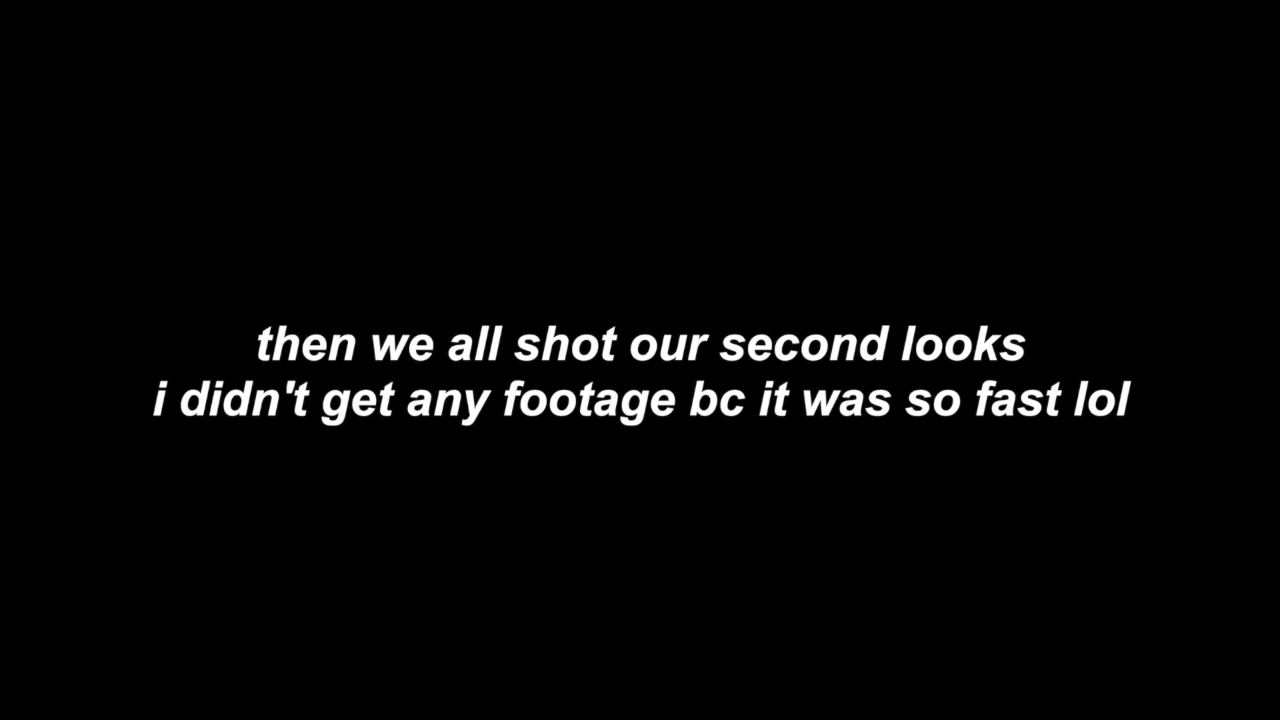 then we all shot our second looks
i didn't get any footage bc it was so fast lol